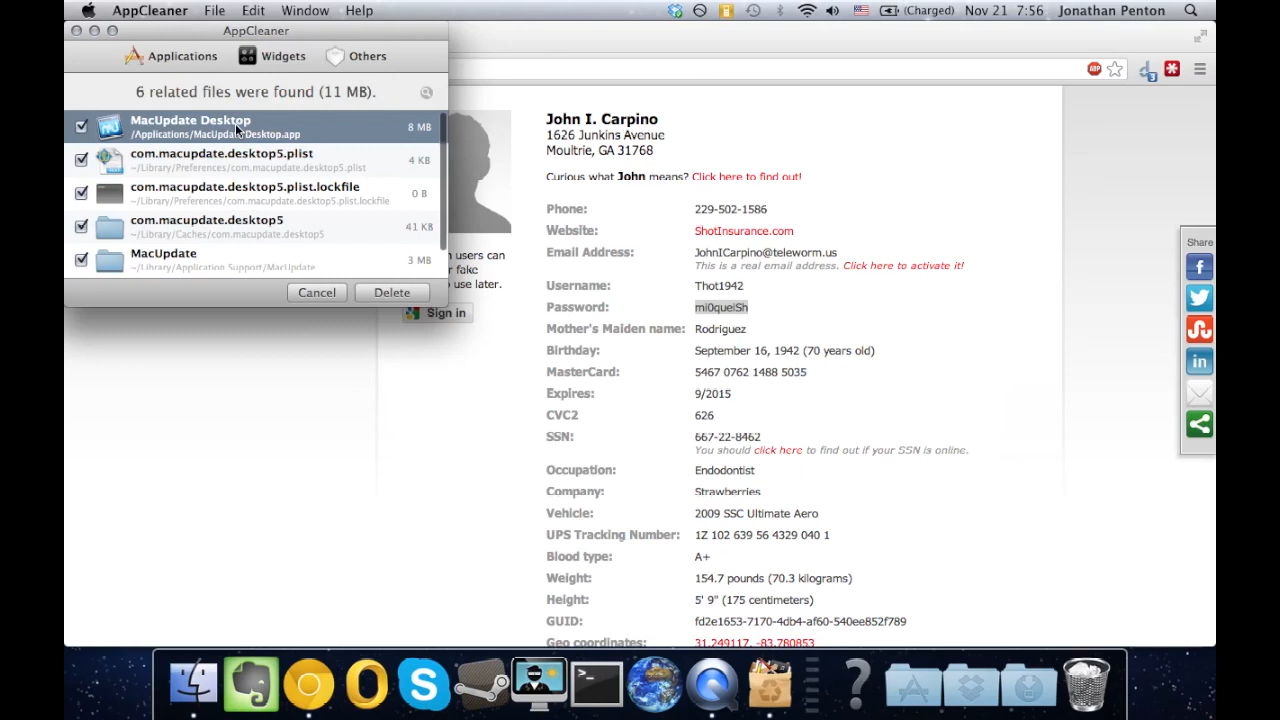 AppCleaner File Edit Window Help (Charged) Nov 21 7:56 Jonathan Penton
AppCleaner
Applications Widgets Others
6 related files were found (11 MB).
MacUpdate Desktop
/Applications/MacUpdate Desktop.app
8 MB
com.macupdate.desktop5.plist
~/Library/Preferences/com.macupdate.desktop5.plist
4 KB
com.macupdate.desktop5.plist.lockfile
~/Library/Preferences/com.macupdate.desktop5.plist.lockfile
0 B
com.macupdate.desktop5
~/Library/Caches/com.macupdate.desktop5
41 KB
MacUpdate
~/Library/Application Support/MacUpdate
3 MB
Cancel Delete
users can
fake
use later.
Sign in
ABP
3
John I. Carpino
1626 Junkins Avenue
Moultrie, GA 31768
Curious what John means? Click here to find out!
Phone: 229-502-1586
Website: ShotInsurance.com
Email Address: JohnICarpino@teleworm.us
This is a real email address. Click here to activate it!
Username: Thot1942
Password: mi0queiSh
Mother's Maiden name: Rodriguez
Birthday: September 16, 1942 (70 years old)
MasterCard: 5467 0762 1488 5035
Expires: 9/2015
CVC2 626
SSN: 667-22-8462
You should click here to find out if your SSN is online.
Occupation: Endodontist
Company: Strawberries
Vehicle: 2009 SSC Ultimate Aero
UPS Tracking Number: 1Z 102 639 56 4329 040 1
Blood type: A+
Weight: 154.7 pounds (70.3 kilograms)
Height: 5' 9" (175 centimeters)
GUID: fd2e1653-7170-4db4-af60-540ee852f789
Geo coordinates: 31.249117, -83.780853
Share